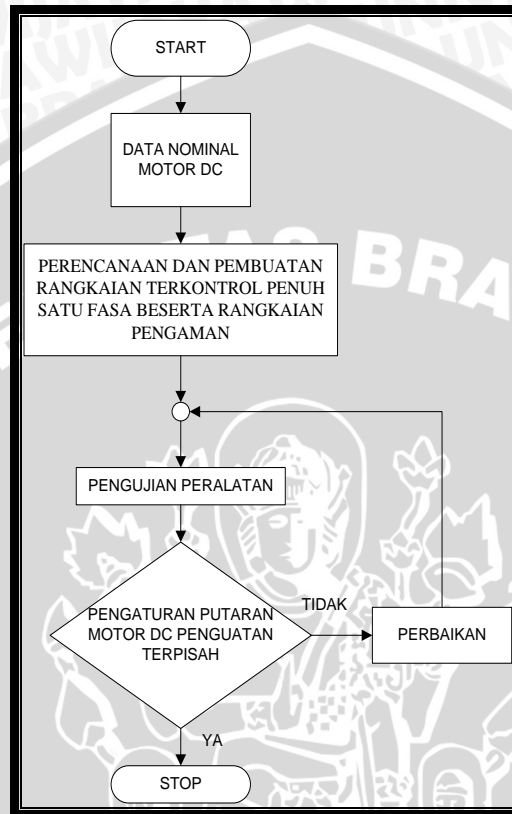 START
DATA NOMINAL
MOTOR DC
PERENCANAAN DAN PEMBUATAN
RANGKAIAN TERKONTROL PENUH
SATU FASA BESERTA RANGKAIAN
PENGAMAN
PENGUJIAN PERALATAN
PENGATURAN PUTARAN
MOTOR DC PENGUATAN
TERPISAH
TIDAK
PERBAIKAN
YA
STOP
BRA